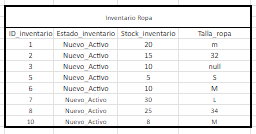 Inventario Ropa
ID_inventario Estado_inventario Stock_inventario Talla_ropa
1 Nuevo_Activo 20 m
2 Nuevo_Activo 15 32
3 Nuevo_Activo 10 null
5 Nuevo_Activo 5 S
6 Nuevo_Activo 10 M
7 Nuevo_Activo 30 L
8 Nuevo_Activo 25 34
10 Nuevo_Activo 8 M